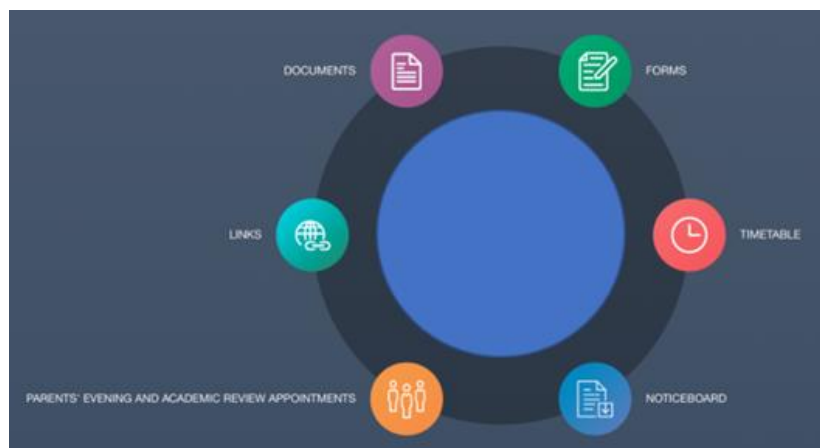 DOCUMENTS
FORMS
LINKS
TIMETABLE
PARENTS' EVENING AND ACADEMIC REVIEW APPOINTMENTS
NOTICEBOARD